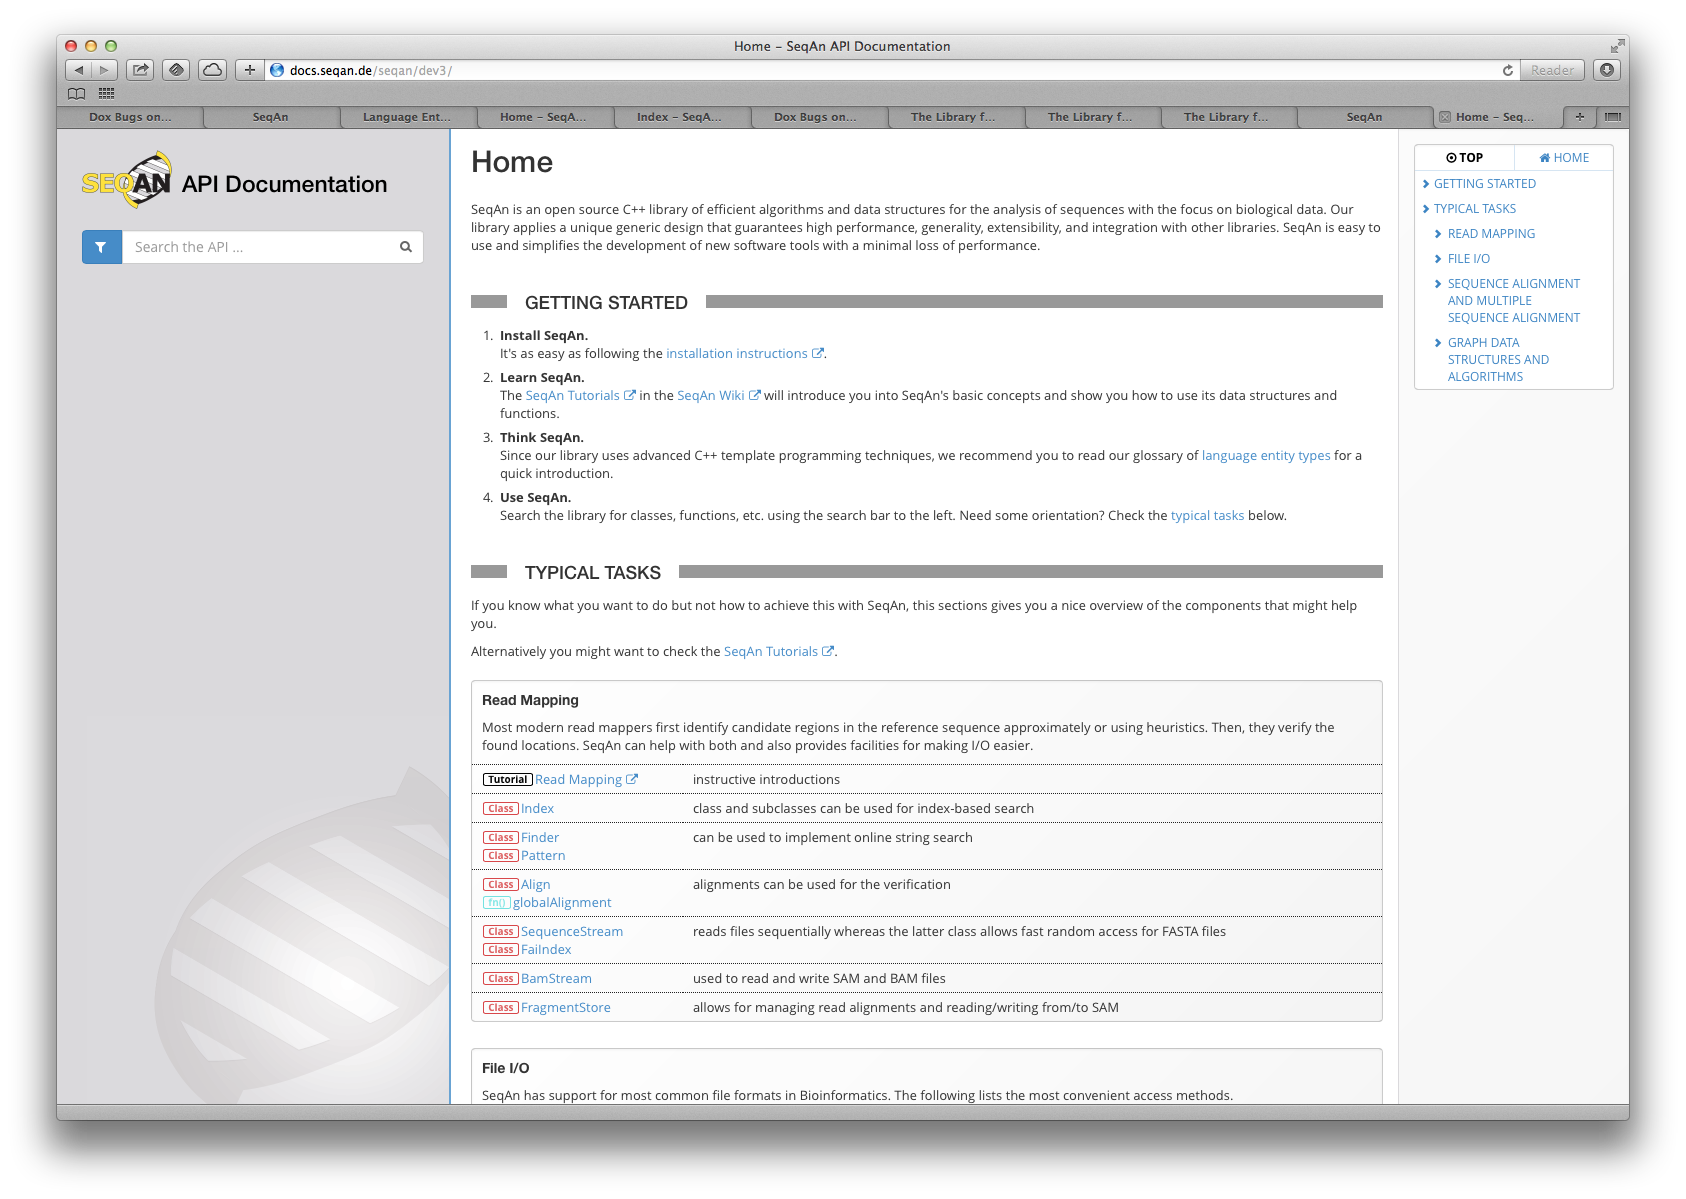 Home – SeqAn API Documentation
docs.seqan.de/seqan/dev3/
Reader
Dox Bugs on...
SeqAn
Language Ent...
Home – SeqA...
Index – SeqA...
Dox Bugs on...
The Library f...
The Library f...
The Library f...
SeqAn
Home – Seq...
SEQAN API Documentation
Search the API ...
Home
SeqAn is an open source C++ library of efficient algorithms and data structures for the analysis of sequences with the focus on biological data. Our
library applies a unique generic design that guarantees high performance, generality, extensibility, and integration with other libraries. SeqAn is easy to
use and simplifies the development of new software tools with a minimal loss of performance.
GETTING STARTED
1. Install SeqAn.
It's as easy as following the installation instructions.
2. Learn SeqAn.
The SeqAn Tutorials in the SeqAn Wiki will introduce you into SeqAn's basic concepts and show you how to use its data structures and
functions.
3. Think SeqAn.
Since our library uses advanced C++ template programming techniques, we recommend you to read our glossary of language entity types for a
quick introduction.
4. Use SeqAn.
Search the library for classes, functions, etc. using the search bar to the left. Need some orientation? Check the typical tasks below.
TYPICAL TASKS
If you know what you want to do but not how to achieve this with SeqAn, this sections gives you a nice overview of the components that might help
you.
Alternatively you might want to check the SeqAn Tutorials.
Read Mapping
Most modern read mappers first identify candidate regions in the reference sequence approximately or using heuristics. Then, they verify the
found locations. SeqAn can help with both and also provides facilities for making I/O easier.
Tutorial Read Mapping instructive introductions
Class Index class and subclasses can be used for index-based search
Class Finder can be used to implement online string search
Class Pattern
Class Align alignments can be used for the verification
fn() globalAlignment
Class SequenceStream reads files sequentially whereas the latter class allows fast random access for FASTA files
Class FaiIndex
Class BamStream used to read and write SAM and BAM files
Class FragmentStore allows for managing read alignments and reading/writing from/to SAM
File I/O
SeqAn has support for most common file formats in Bioinformatics. The following lists the most convenient access methods.
TOP
HOME
GETTING STARTED
TYPICAL TASKS
READ MAPPING
FILE I/O
SEQUENCE ALIGNMENT
AND MULTIPLE
SEQUENCE ALIGNMENT
GRAPH DATA
STRUCTURES AND
ALGORITHMS